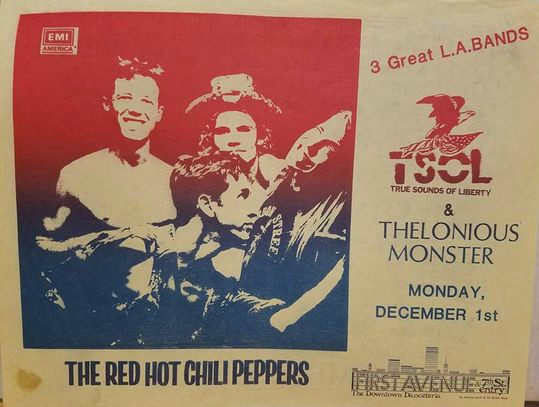 EMI
AMERICA
3 Great L.A.BANDS
TSOL
TRUE SOUNDS OF LIBERTY
&
THELONIOUS
MONSTER
MONDAY,
DECEMBER 1st
THE RED HOT CHILI PEPPERS
FIRST AVENUE & 7th St. entry
The Downtown Danceteria